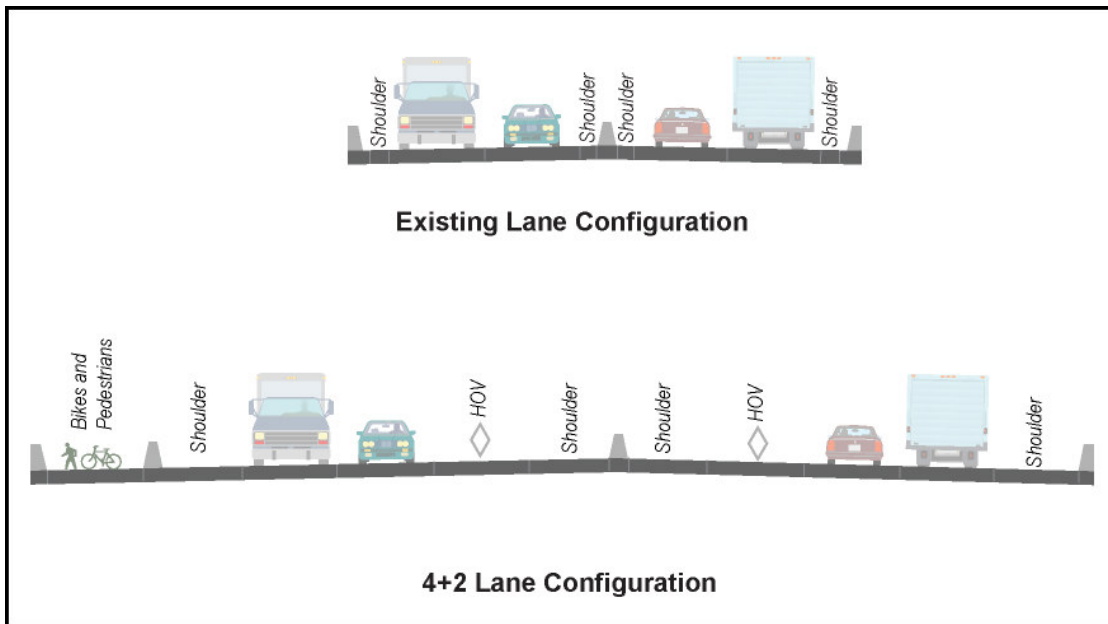 Shoulder
Shoulder
Shoulder
Shoulder
Existing Lane Configuration
Bikes and
Pedestrians
Shoulder
HOV
Shoulder
Shoulder
HOV
Shoulder
4+2 Lane Configuration